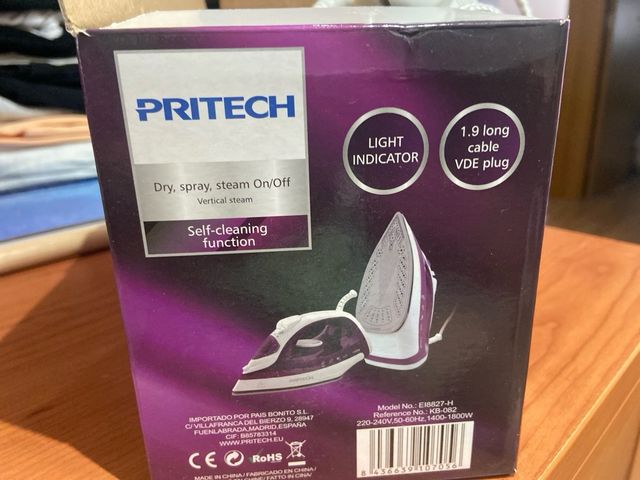 PRITECH
Dry, spray, steam On/Off
Vertical steam
Self-cleaning
function
LIGHT
INDICATOR
1.9 long
cable
VDE plug
PRITECH
IMPORTADO POR PAIS BONITO S.L
C/ VILLAFRANCA DEL BIERZO 9, 28947
FUENLABRADA,MADRID,ESPAÑA
CIF: B85783314
WWW.PRITECH.EU
CE RoHS
MADE IN CHINA / FABRICADO EN CHINA /
Model No.: EI8827-H
Reference No.: KB-082
220-240V,50-60Hz,1400-1800W
8 436639 107056